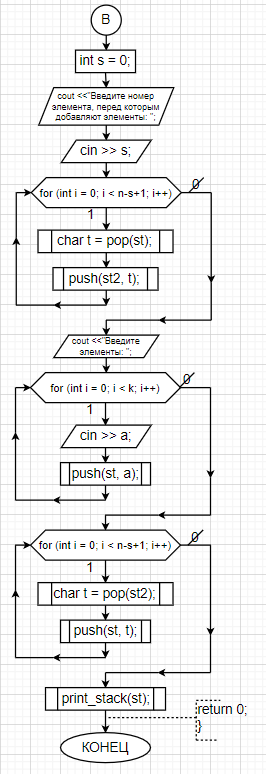 B
int s = 0;
cout <<"Введите номер
элемента, перед которым
добавляют элементы: ";
cin >> s;
for (int i = 0; i < n-s+1; i++)
0
1
char t = pop(st);
push(st2, t);
cout <<"Введите
элементы: ";
for (int i = 0; i < k; i++)
0
1
cin >> a;
push(st, a);
for (int i = 0; i < n-s+1; i++)
0
1
char t = pop(st2);
push(st, t);
print_stack(st);
return 0;
}
КОНЕЦ